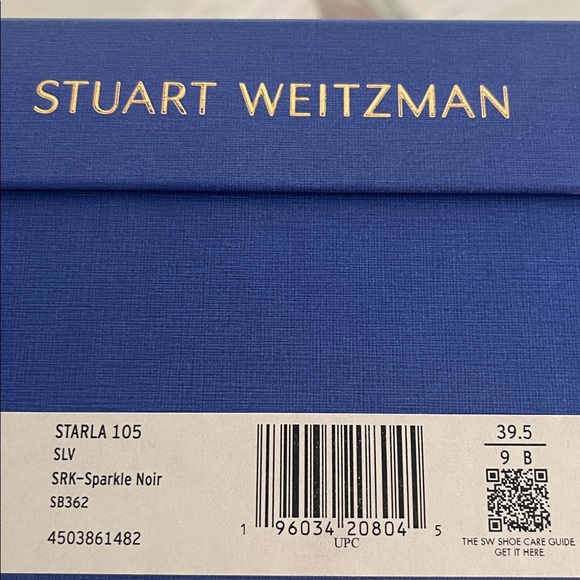 STUART WEITZMAN
STARLA 105
SLV
SRK-Sparkle Noir
SB362
4503861482
1 96034 20804 5
UPC
39.5
9 B
THE SW SHOE CARE GUIDE.
GET IT HERE.